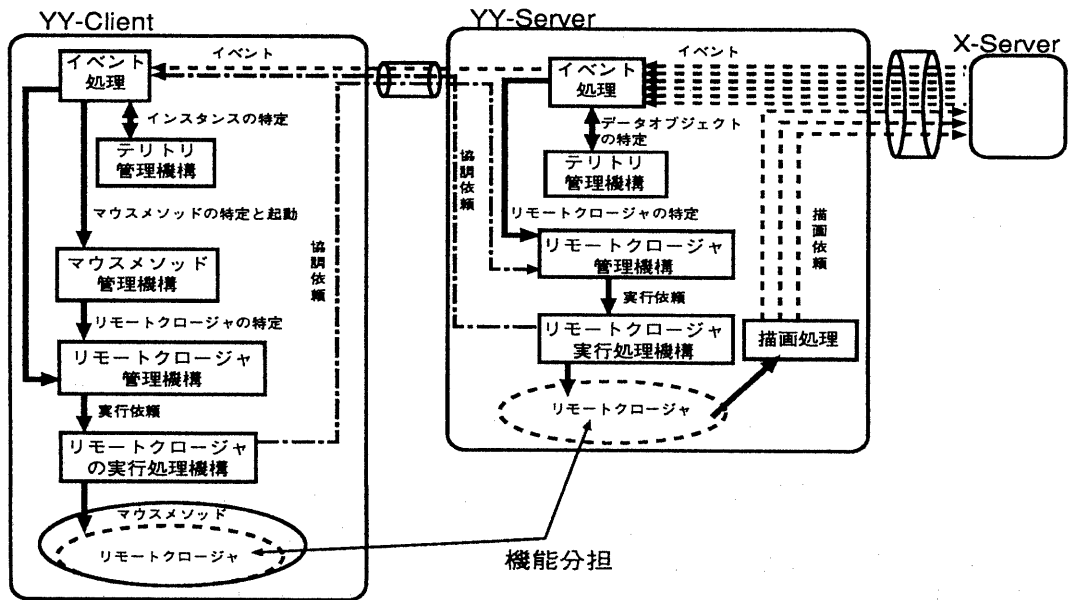 YY-Client
イベント
イベント
処理
インスタンスの特定
テリトリ
管理機構
マウスメソッドの特定と起動
マウスメソッド
管理機構
リモートクロージャの特定
リモートクロージャ
管理機構
実行依頼
リモートクロージャ
の実行処理機構
マウスメソッド
リモートクロージャ
協調依頼
YY-Server
イベント
イベント
処理
データオブジェクト
の特定
テリトリ
管理機構
協調依頼
リモートクロージャの特定
リモートクロージャ
管理機構
実行依頼
リモートクロージャ
実行処理機構
リモートクロージャ
描画依頼
描画処理
X-Server
機能分担